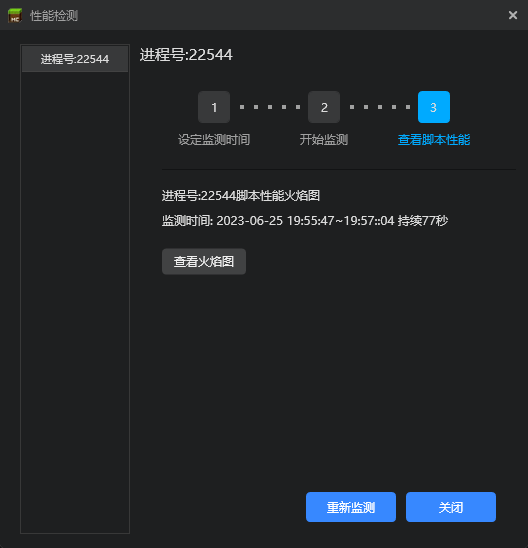 性能检测
进程号:22544
进程号:22544
1
2
3
设定监测时间
开始监测
查看脚本性能
进程号:22544脚本性能火焰图
监测时间: 2023-06-25 19:55:47~19:57::04 持续77秒
查看火焰图
重新监测
关闭